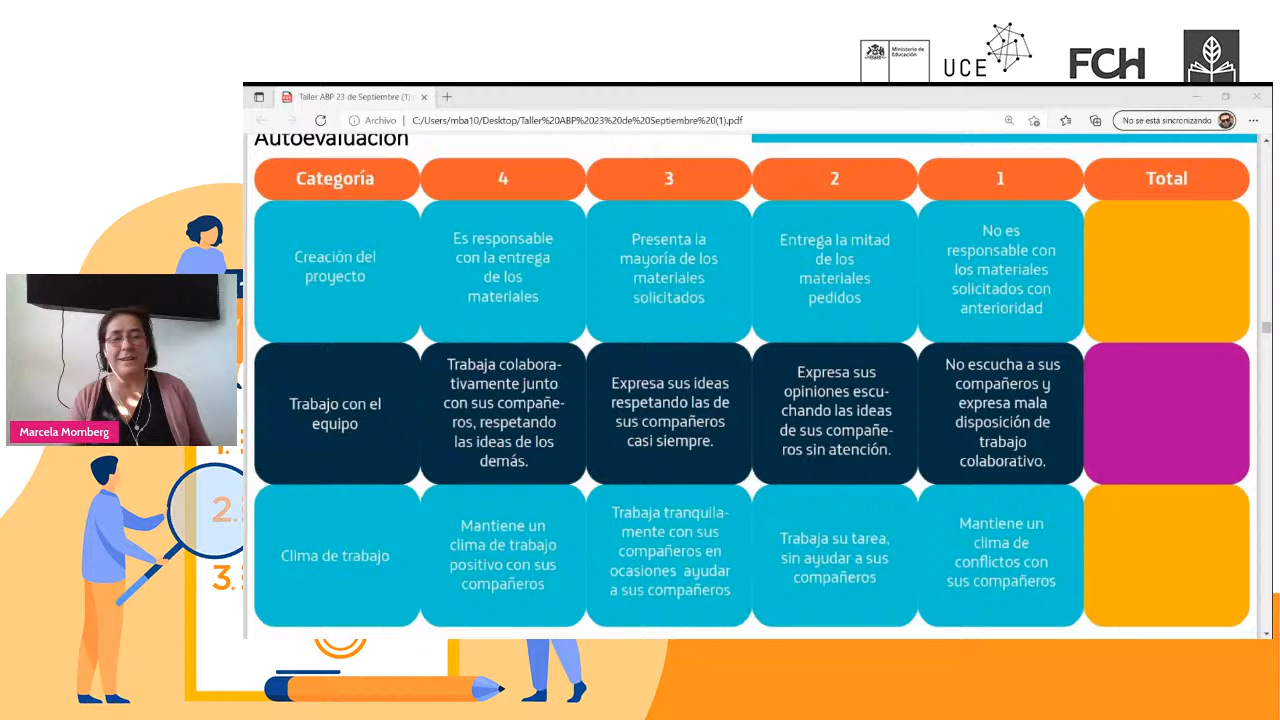 Ministerio de
Educación
UCE
FCH
Taller ABP 23 de Septiembre (1).
Archivo
C:/Users/mba10/Desktop/Taller%20ABP%2023%20de%20Septiembre%20(1).pdf
No se está sincronizando
Autoevaluación
Categoría
4
3
2
1
Total
Creación del
proyecto
Es responsable
con la entrega
de los
materiales
Presenta la
mayoría de los
materiales
solicitados
Entrega la mitad
de los
materiales
pedidos
No es
responsable con
los materiales
solicitados con
anterioridad
Trabajo con el
equipo
Trabaja colabora-
tivamente junto
con sus compañe-
ros, respetando
las ideas de los
demás.
Expresa sus ideas
respetando las de
sus compañeros
casi siempre.
Expresa sus
opiniones escu-
chando las ideas
de sus compañe-
ros sin atención.
No escucha a sus
compañeros y
expresa mala
disposición de
trabajo
colaborativo.
Clima de trabajo
Mantiene un
clima de trabajo
positivo con sus
compañeros
Trabaja tranquila-
mente con sus
compañeros en
ocasiones ayudar
a sus compañeros
Trabaja su tarea,
sin ayudar a sus
compañeros
Mantiene un
clima de
conflictos con
sus compañeros
Marcela Momberg
1.
2.
3.